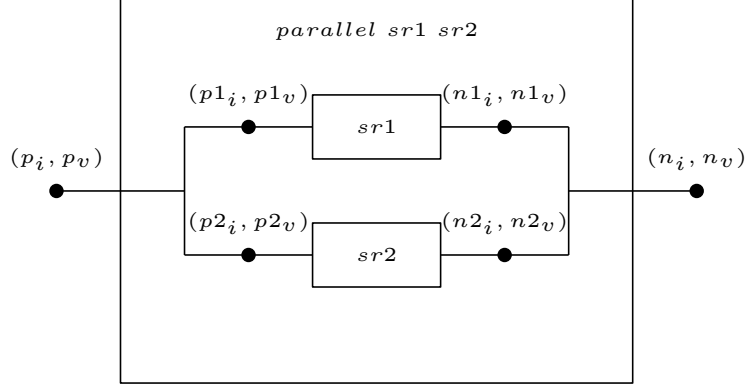 parallel sr1 sr2
(p1_i, p1_v) (n1_i, n1_v)
sr1
(p_i, p_v) (n_i, n_v)
(p2_i, p2_v) (n2_i, n2_v)
sr2